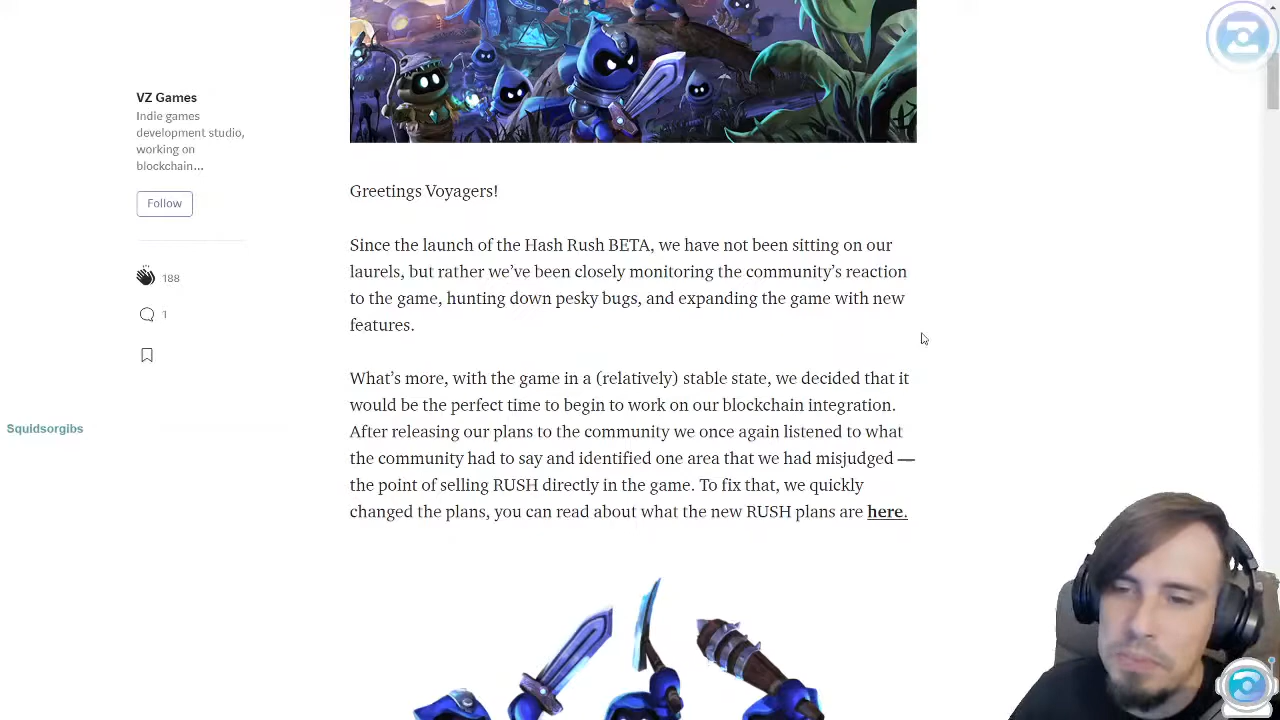 VZ Games
Indie games
development studio,
working on
blockchain...
Follow
188
1
Squidsorgibs
Greetings Voyagers!
Since the launch of the Hash Rush BETA, we have not been sitting on our
laurels, but rather we’ve been closely monitoring the community’s reaction
to the game, hunting down pesky bugs, and expanding the game with new
features.
What’s more, with the game in a (relatively) stable state, we decided that it
would be the perfect time to begin to work on our blockchain integration.
After releasing our plans to the community we once again listened to what
the community had to say and identified one area that we had misjudged —
the point of selling RUSH directly in the game. To fix that, we quickly
changed the plans, you can read about what the new RUSH plans are here.